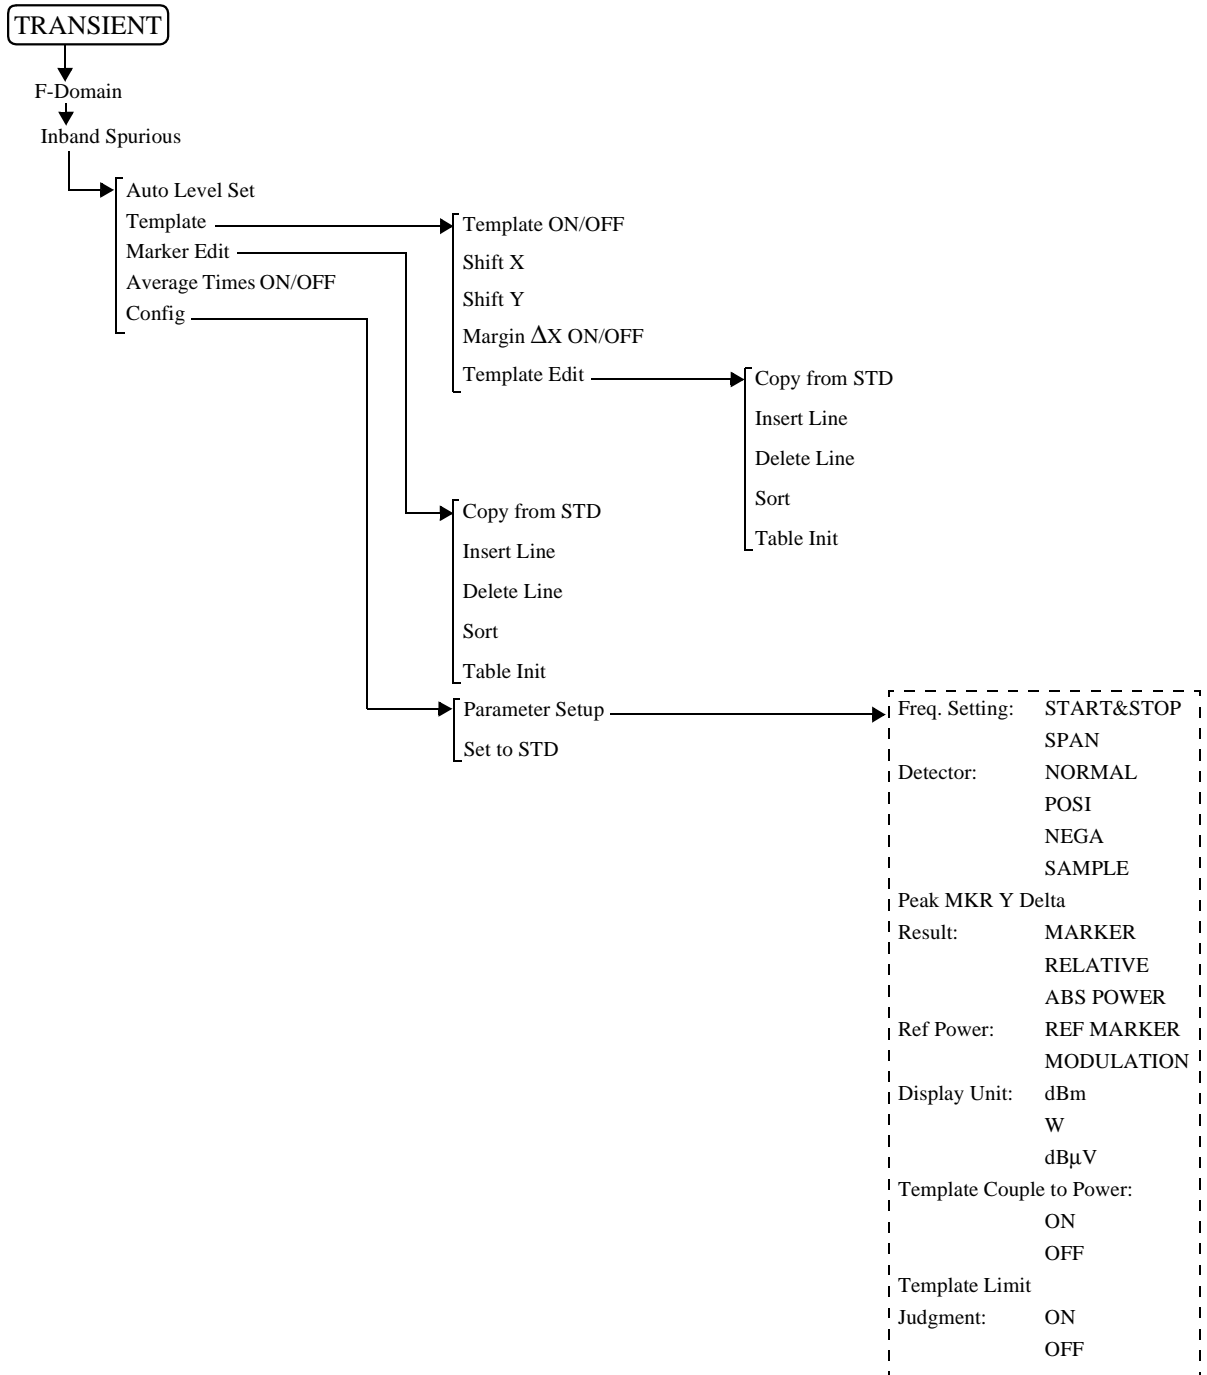 TRANSIENT
F-Domain
Inband Spurious
Auto Level Set
Template
Marker Edit
Average Times ON/OFF
Config
Template ON/OFF
Shift X
Shift Y
Margin ΔX ON/OFF
Template Edit
Copy from STD
Insert Line
Delete Line
Sort
Table Init
Copy from STD
Insert Line
Delete Line
Sort
Table Init
Parameter Setup
Set to STD
Freq. Setting: START&STOP
SPAN
Detector: NORMAL
POSI
NEGA
SAMPLE
Peak MKR Y Delta
Result: MARKER
RELATIVE
ABS POWER
Ref Power: REF MARKER
MODULATION
Display Unit: dBm
W
dBµV
Template Couple to Power:
ON
OFF
Template Limit
Judgment: ON
OFF